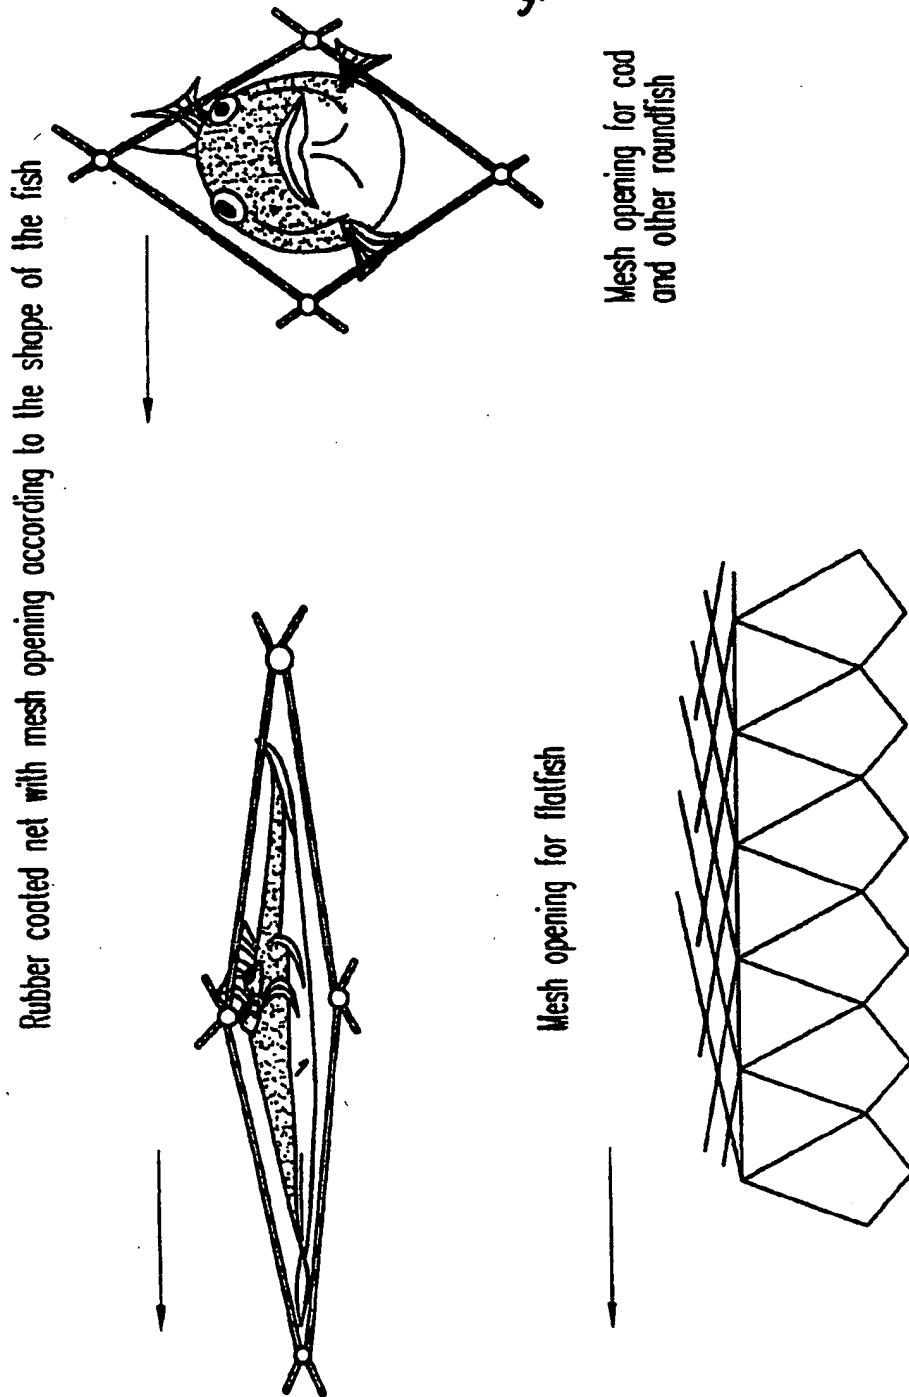 Rubber coated net with mesh opening according to the shape of the fish
Mesh opening for cod
and other roundfish
Mesh opening for flatfish